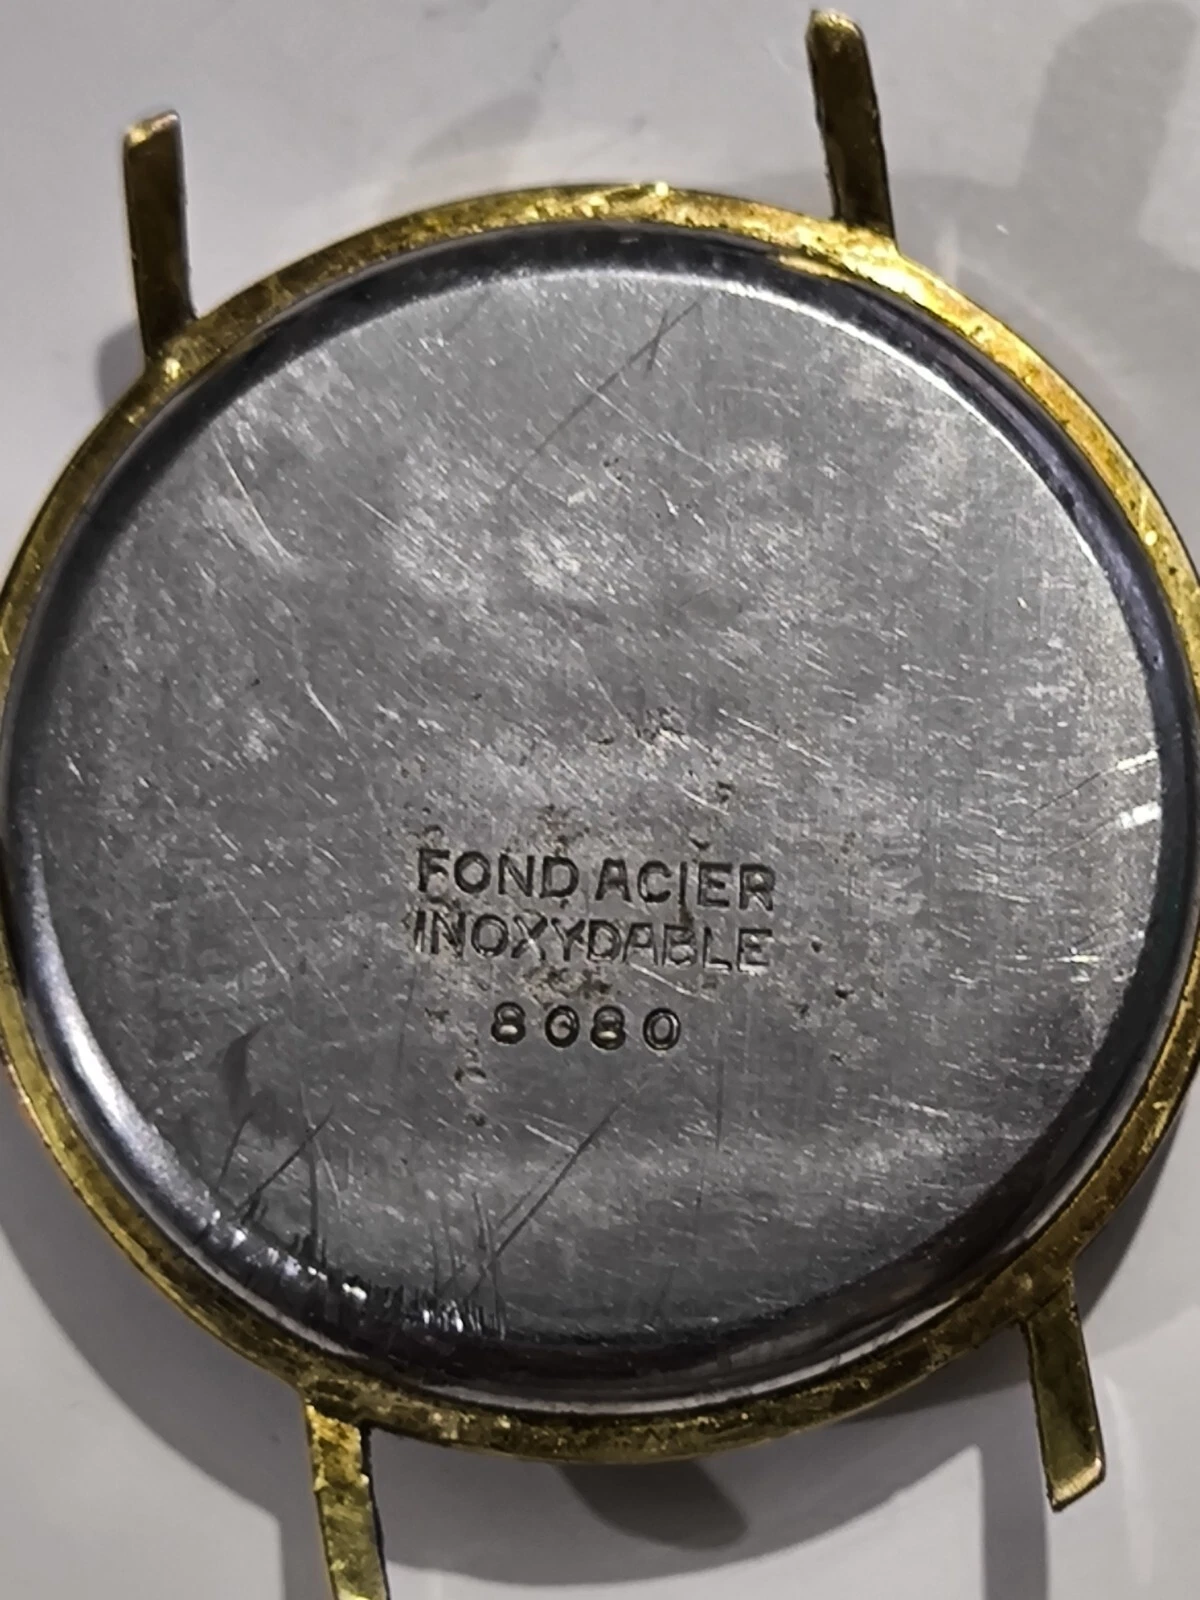 FOND ACIER
INOXYDABLE
8080